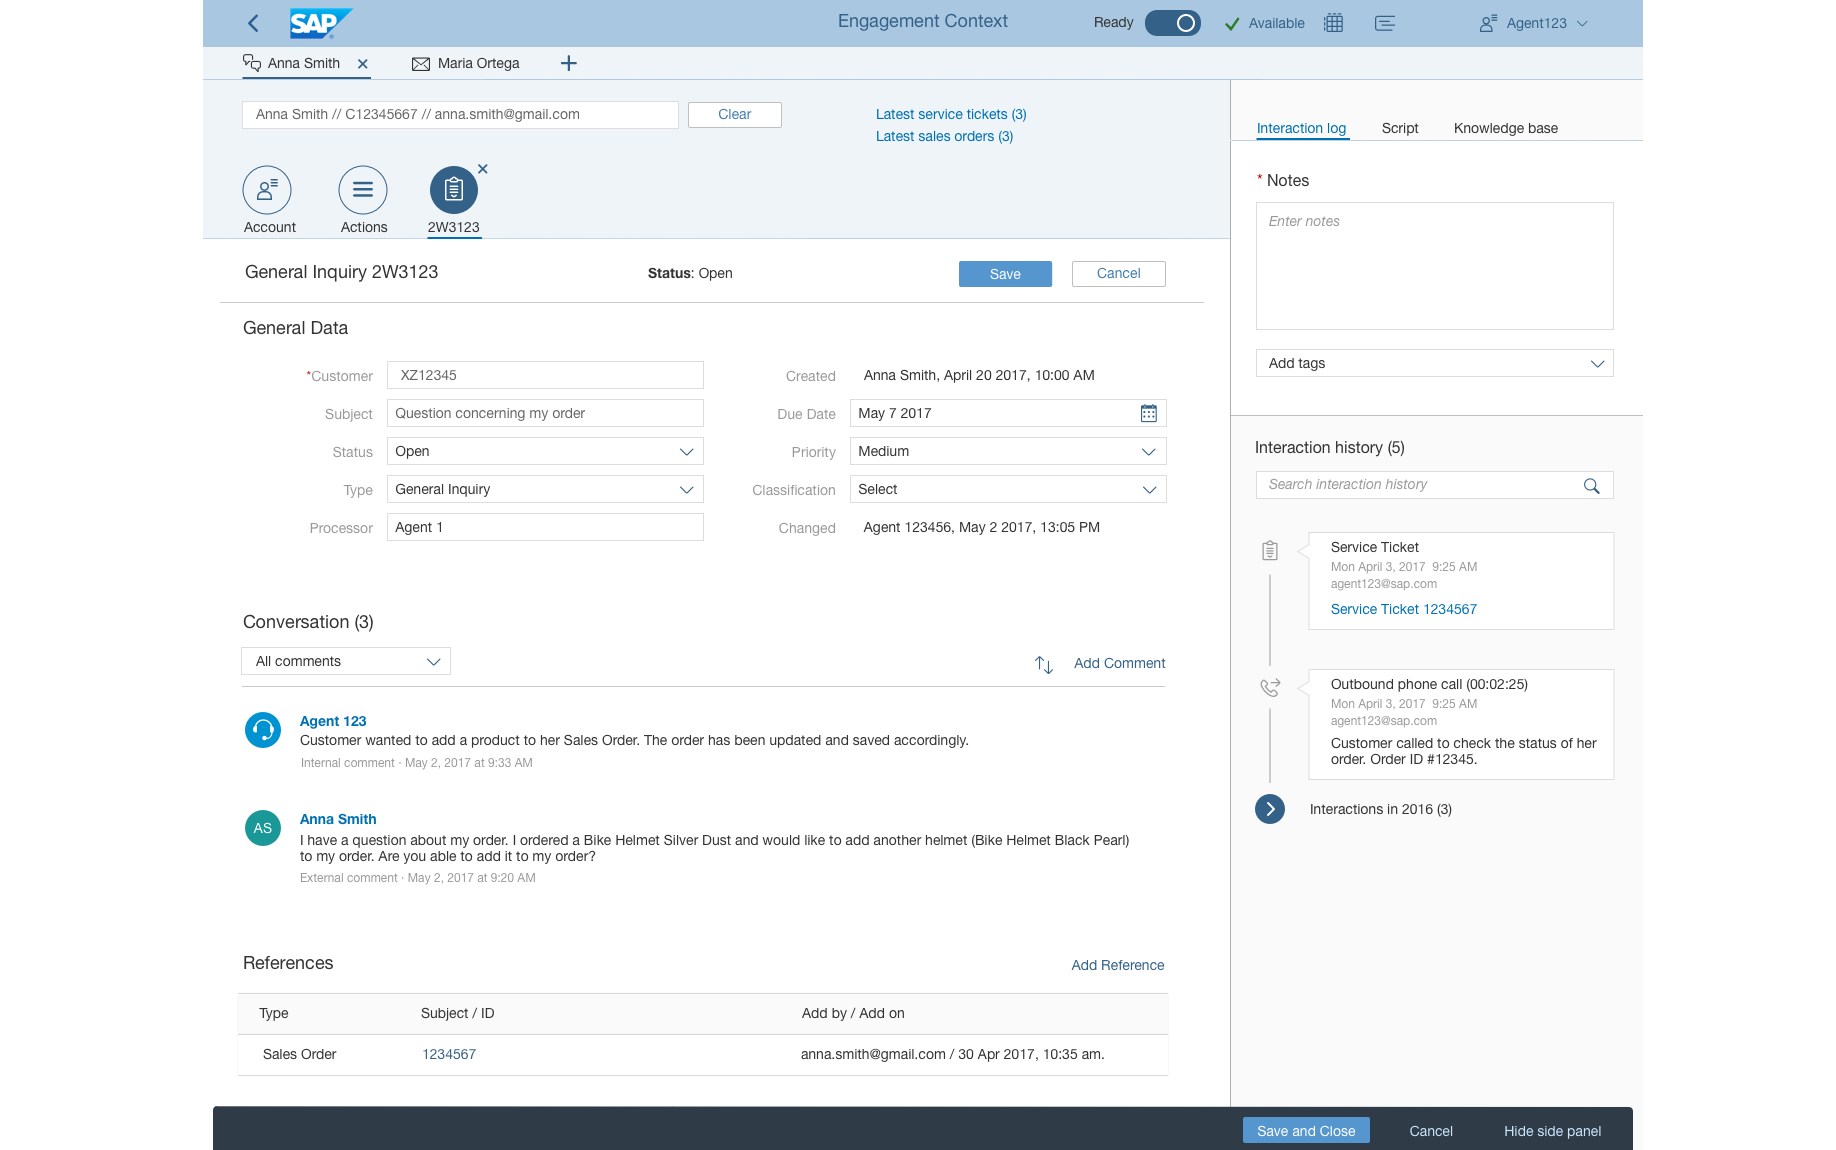 SAP
Engagement Context
Ready
Available
Agent123
Anna Smith
Maria Ortega
Anna Smith // C12345667 // anna.smith@gmail.com
Clear
Latest service tickets (3)
Latest sales orders (3)
Account
Actions
2W3123
General Inquiry 2W3123
Status: Open
Save
Cancel
General Data
*Customer
XZ12345
Created
Anna Smith, April 20 2017, 10:00 AM
Subject
Question concerning my order
Due Date
May 7 2017
Status
Open
Priority
Medium
Type
General Inquiry
Classification
Select
Processor
Agent 1
Changed
Agent 123456, May 2 2017, 13:05 PM
Conversation (3)
All comments
Add Comment
Agent 123
Customer wanted to add a product to her Sales Order. The order has been updated and saved accordingly.
Internal comment · May 2, 2017 at 9:33 AM
AS
Anna Smith
I have a question about my order. I ordered a Bike Helmet Silver Dust and would like to add another helmet (Bike Helmet Black Pearl)
to my order. Are you able to add it to my order?
External comment · May 2, 2017 at 9:20 AM
References
Add Reference
Type
Subject / ID
Add by / Add on
Sales Order
1234567
anna.smith@gmail.com / 30 Apr 2017, 10:35 am.
Interaction log
Script
Knowledge base
* Notes
Enter notes
Add tags
Interaction history (5)
Search interaction history
Service Ticket
Mon April 3, 2017 9:25 AM
agent123@sap.com
Service Ticket 1234567
Outbound phone call (00:02:25)
Mon April 3, 2017 9:25 AM
agent123@sap.com
Customer called to check the status of her
order. Order ID #12345.
Interactions in 2016 (3)
Save and Close
Cancel
Hide side panel